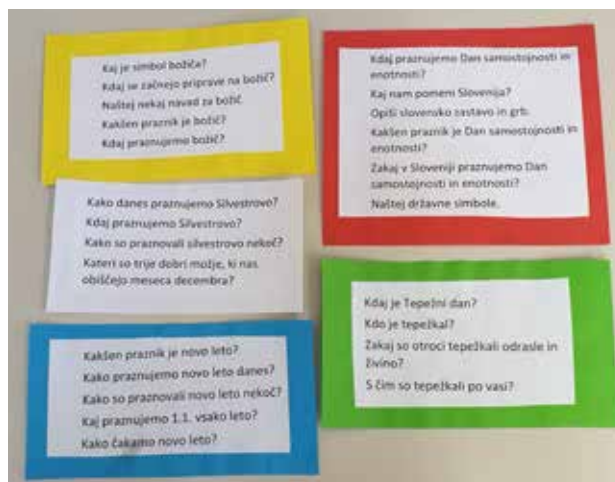 Kaj je simbol božiča?
Kdaj se začnejo priprave na božič?
Naštej nekaj navad za božič
Kakšen praznik je božič?
Kdaj praznujemo božič?
Kako danes praznujemo Silvestrovo?
Kdaj praznujemo Silvestrovo?
Kako so praznovali silvestrovo nekoč?
Kateri so trije dobri možje, ki nas
obiščejo meseca decembra?
Kakšen praznik je novo leto?
Kako praznujemo novo leto danes?
Kako so praznovali novo leto nekoč?
Kaj praznujemo 1.1. vsako leto?
Kako čakamo novo leto?
Kdaj praznujemo Dan samostojnosti in
enotnosti?
Kaj nam pomeni Slovenija?
Opiši slovensko zastavo in grb.
Kakšen praznik je Dan samostojnosti in
enotnosti?
Zakaj v Sloveniji praznujemo Dan
samostojnosti in enotnosti?
Naštej državne simbole.
Kdaj je Tepežni dan?
Kdo je tepežkal?
Zakaj so otroci tepežkali odrasle in
živino?
S čim so tepežkali po vasi?